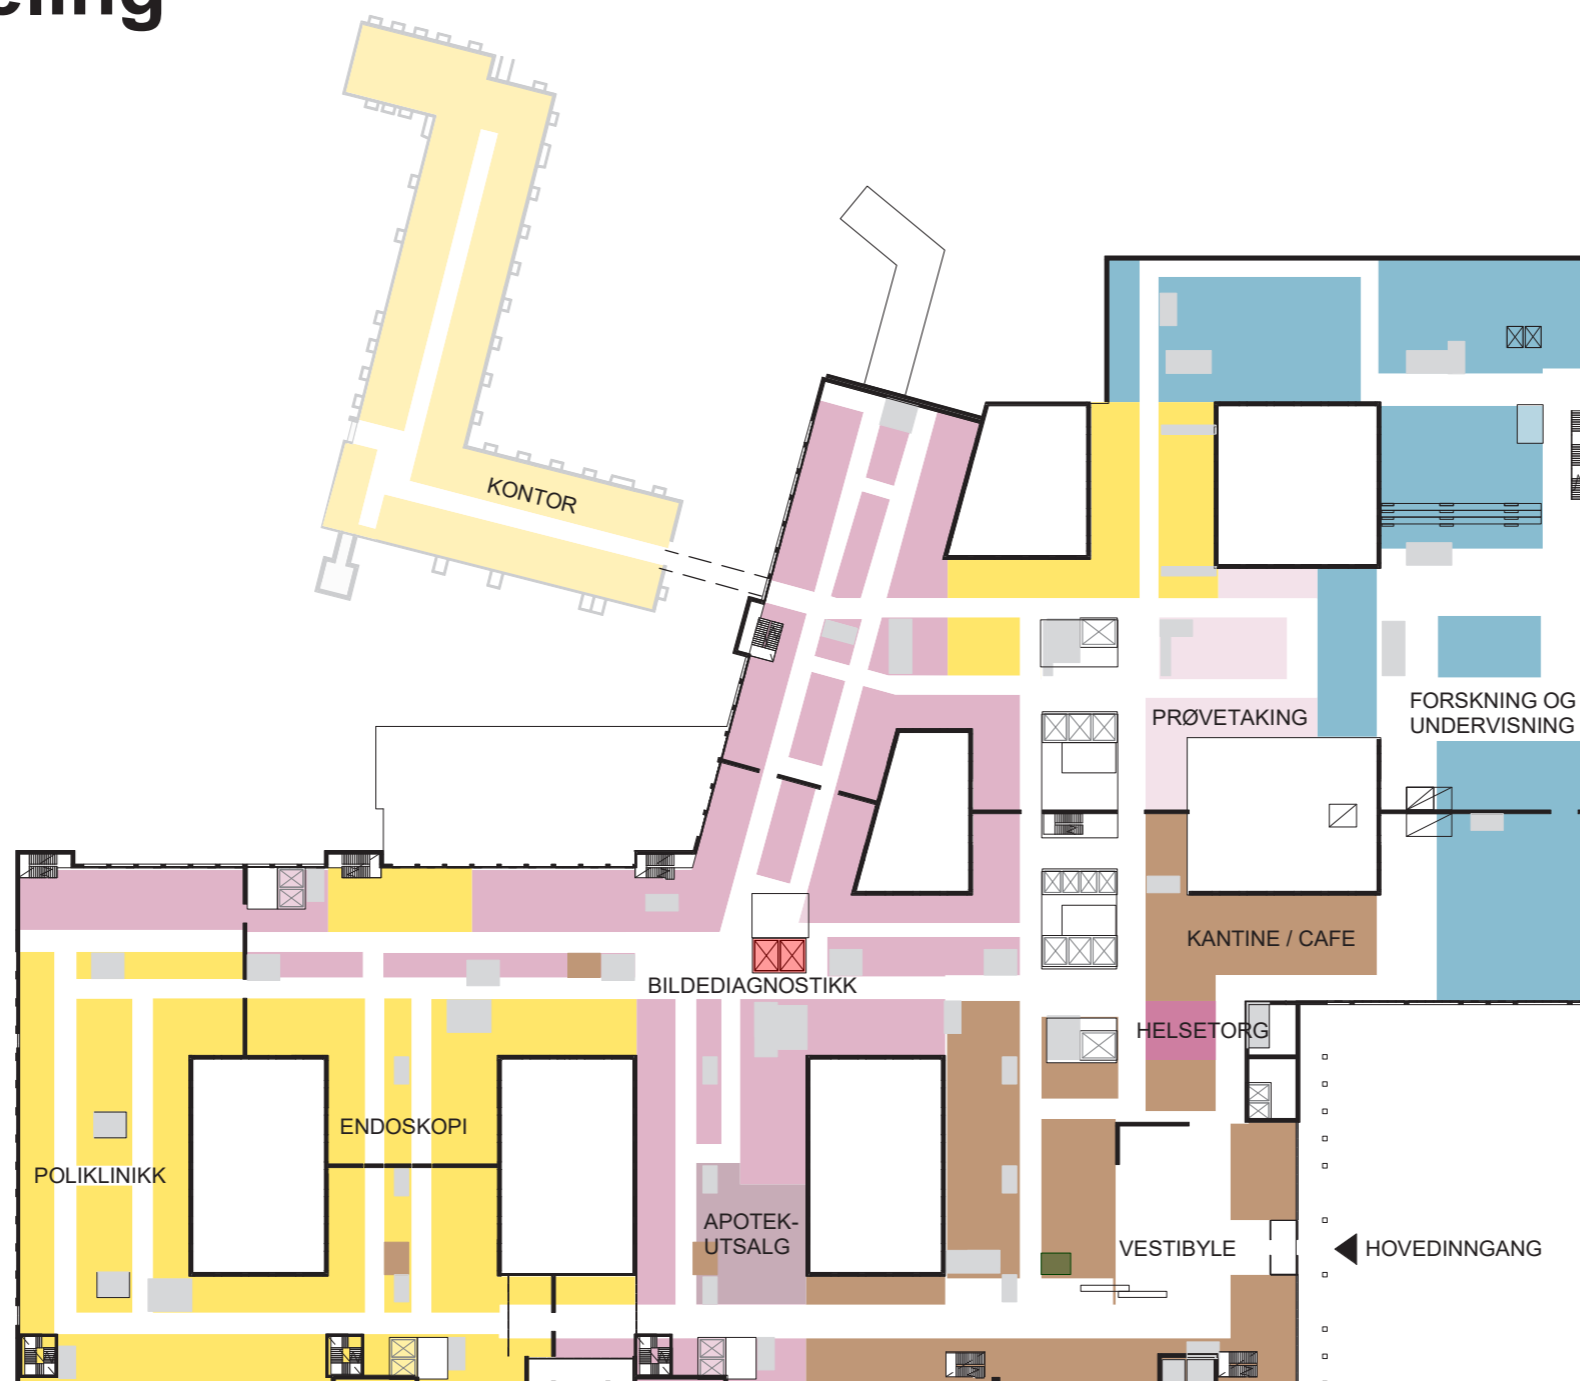 KONTOR
PRØVETAKING
FORSKNING OG
UNDERVISNING
KANTINE / CAFE
BILDEDIAGNOSTIKK
HELSETORG
ENDOSKOPI
POLIKLINIKK
APOTEK-
UTSALG
VESTIBYLE
HOVEDINNGANG